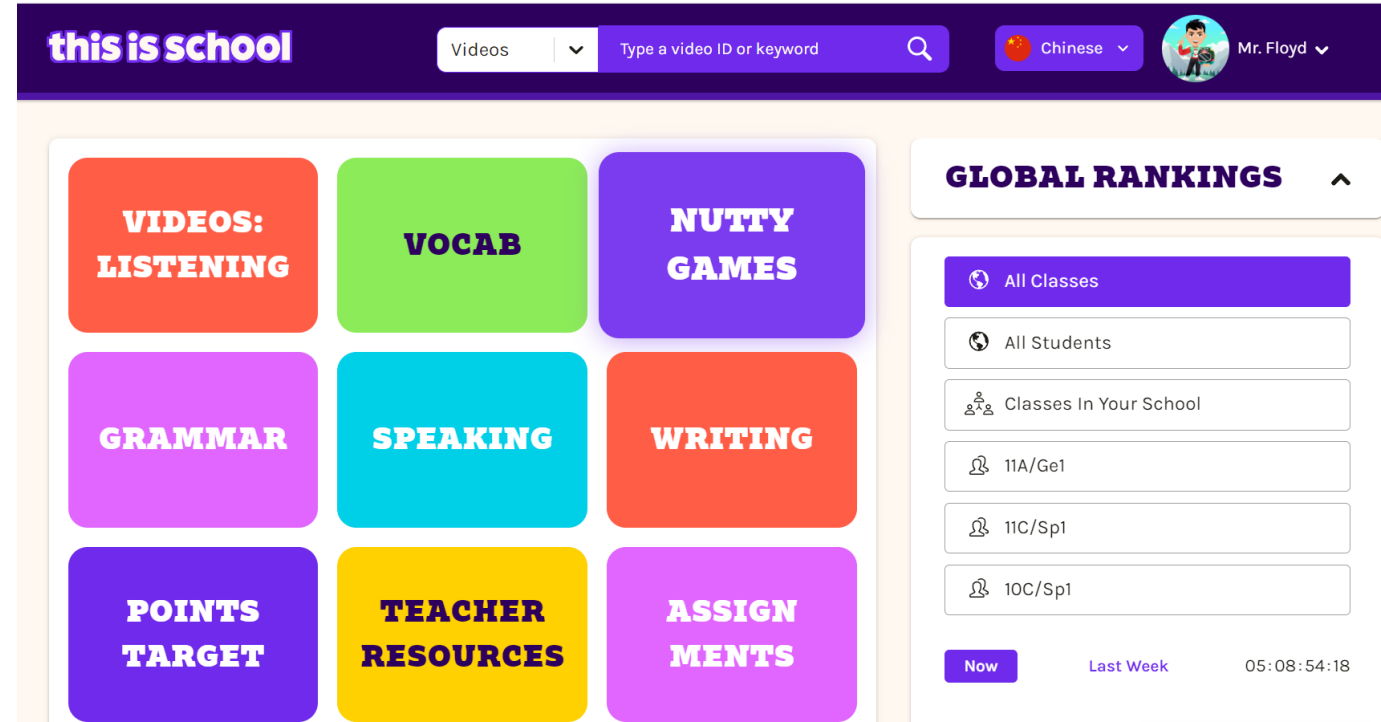 this is school
Videos
Type a video ID or keyword
Chinese
Mr. Floyd
VIDEOS:
LISTENING
VOCAB
NUTTY
GAMES
GRAMMAR
SPEAKING
WRITING
POINTS
TARGET
TEACHER
RESOURCES
ASSIGN
MENTS
GLOBAL RANKINGS
All Classes
All Students
Classes In Your School
11A/Ge1
11C/Sp1
10C/Sp1
Now
Last Week
05:08:54:18